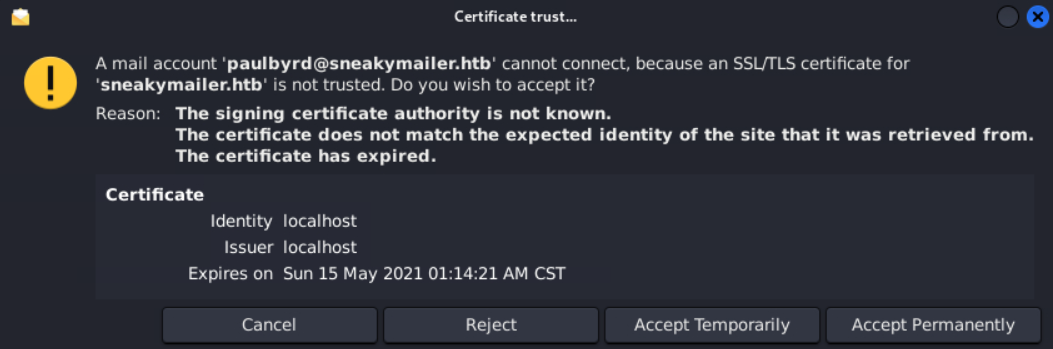 Certificate trust...
A mail account 'paulbyrd@sneakymailer.htb' cannot connect, because an SSL/TLS certificate for
'sneakymailer.htb' is not trusted. Do you wish to accept it?
Reason: The signing certificate authority is not known.
The certificate does not match the expected identity of the site that it was retrieved from.
The certificate has expired.
Certificate
Identity localhost
Issuer localhost
Expires on Sun 15 May 2021 01:14:21 AM CST
Cancel Reject Accept Temporarily Accept Permanently